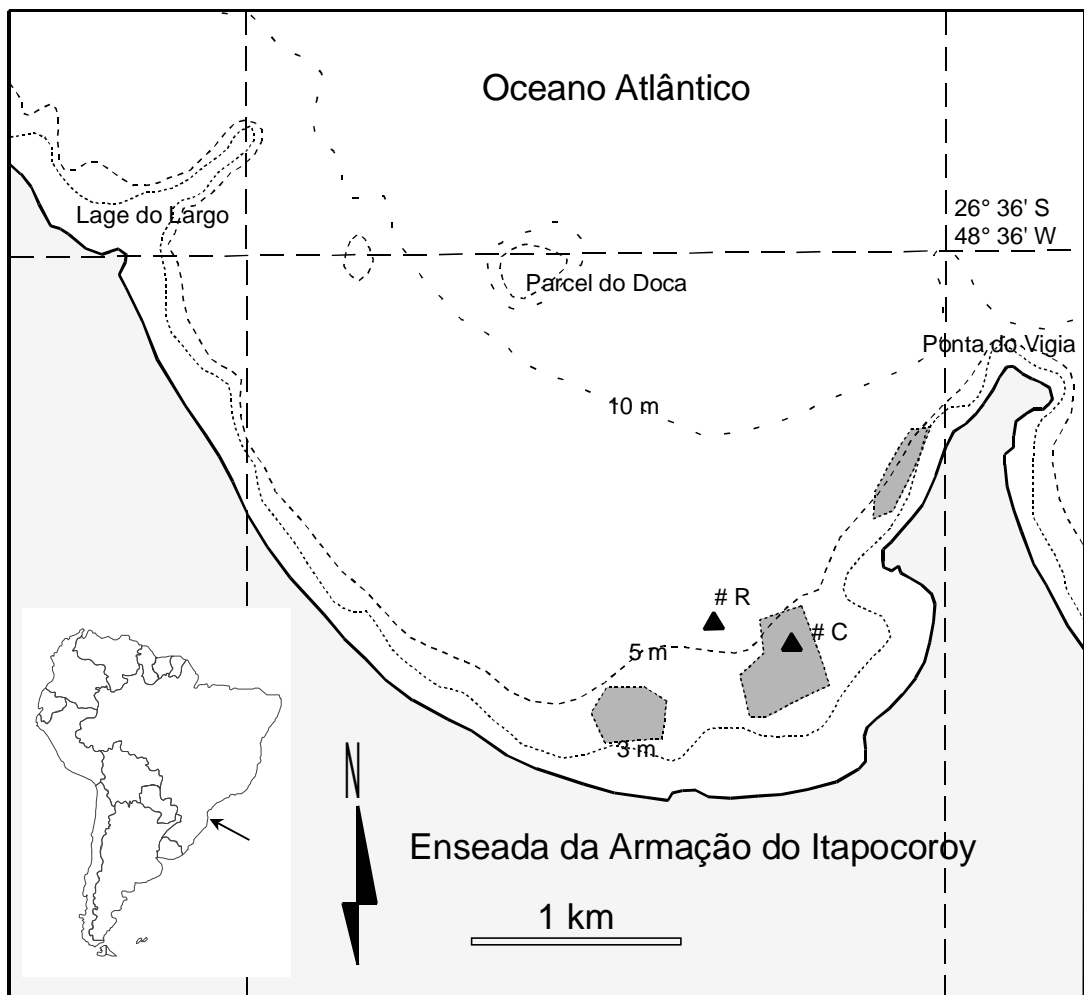 Oceano Atlântico
26° 36' S
48° 36' W
Lage do Largo
Parcel do Doca
Ponta do Vigia
10 m
# R
# C
5 m
3 m
N
Enseada da Armação do Itapocoroy
1 km